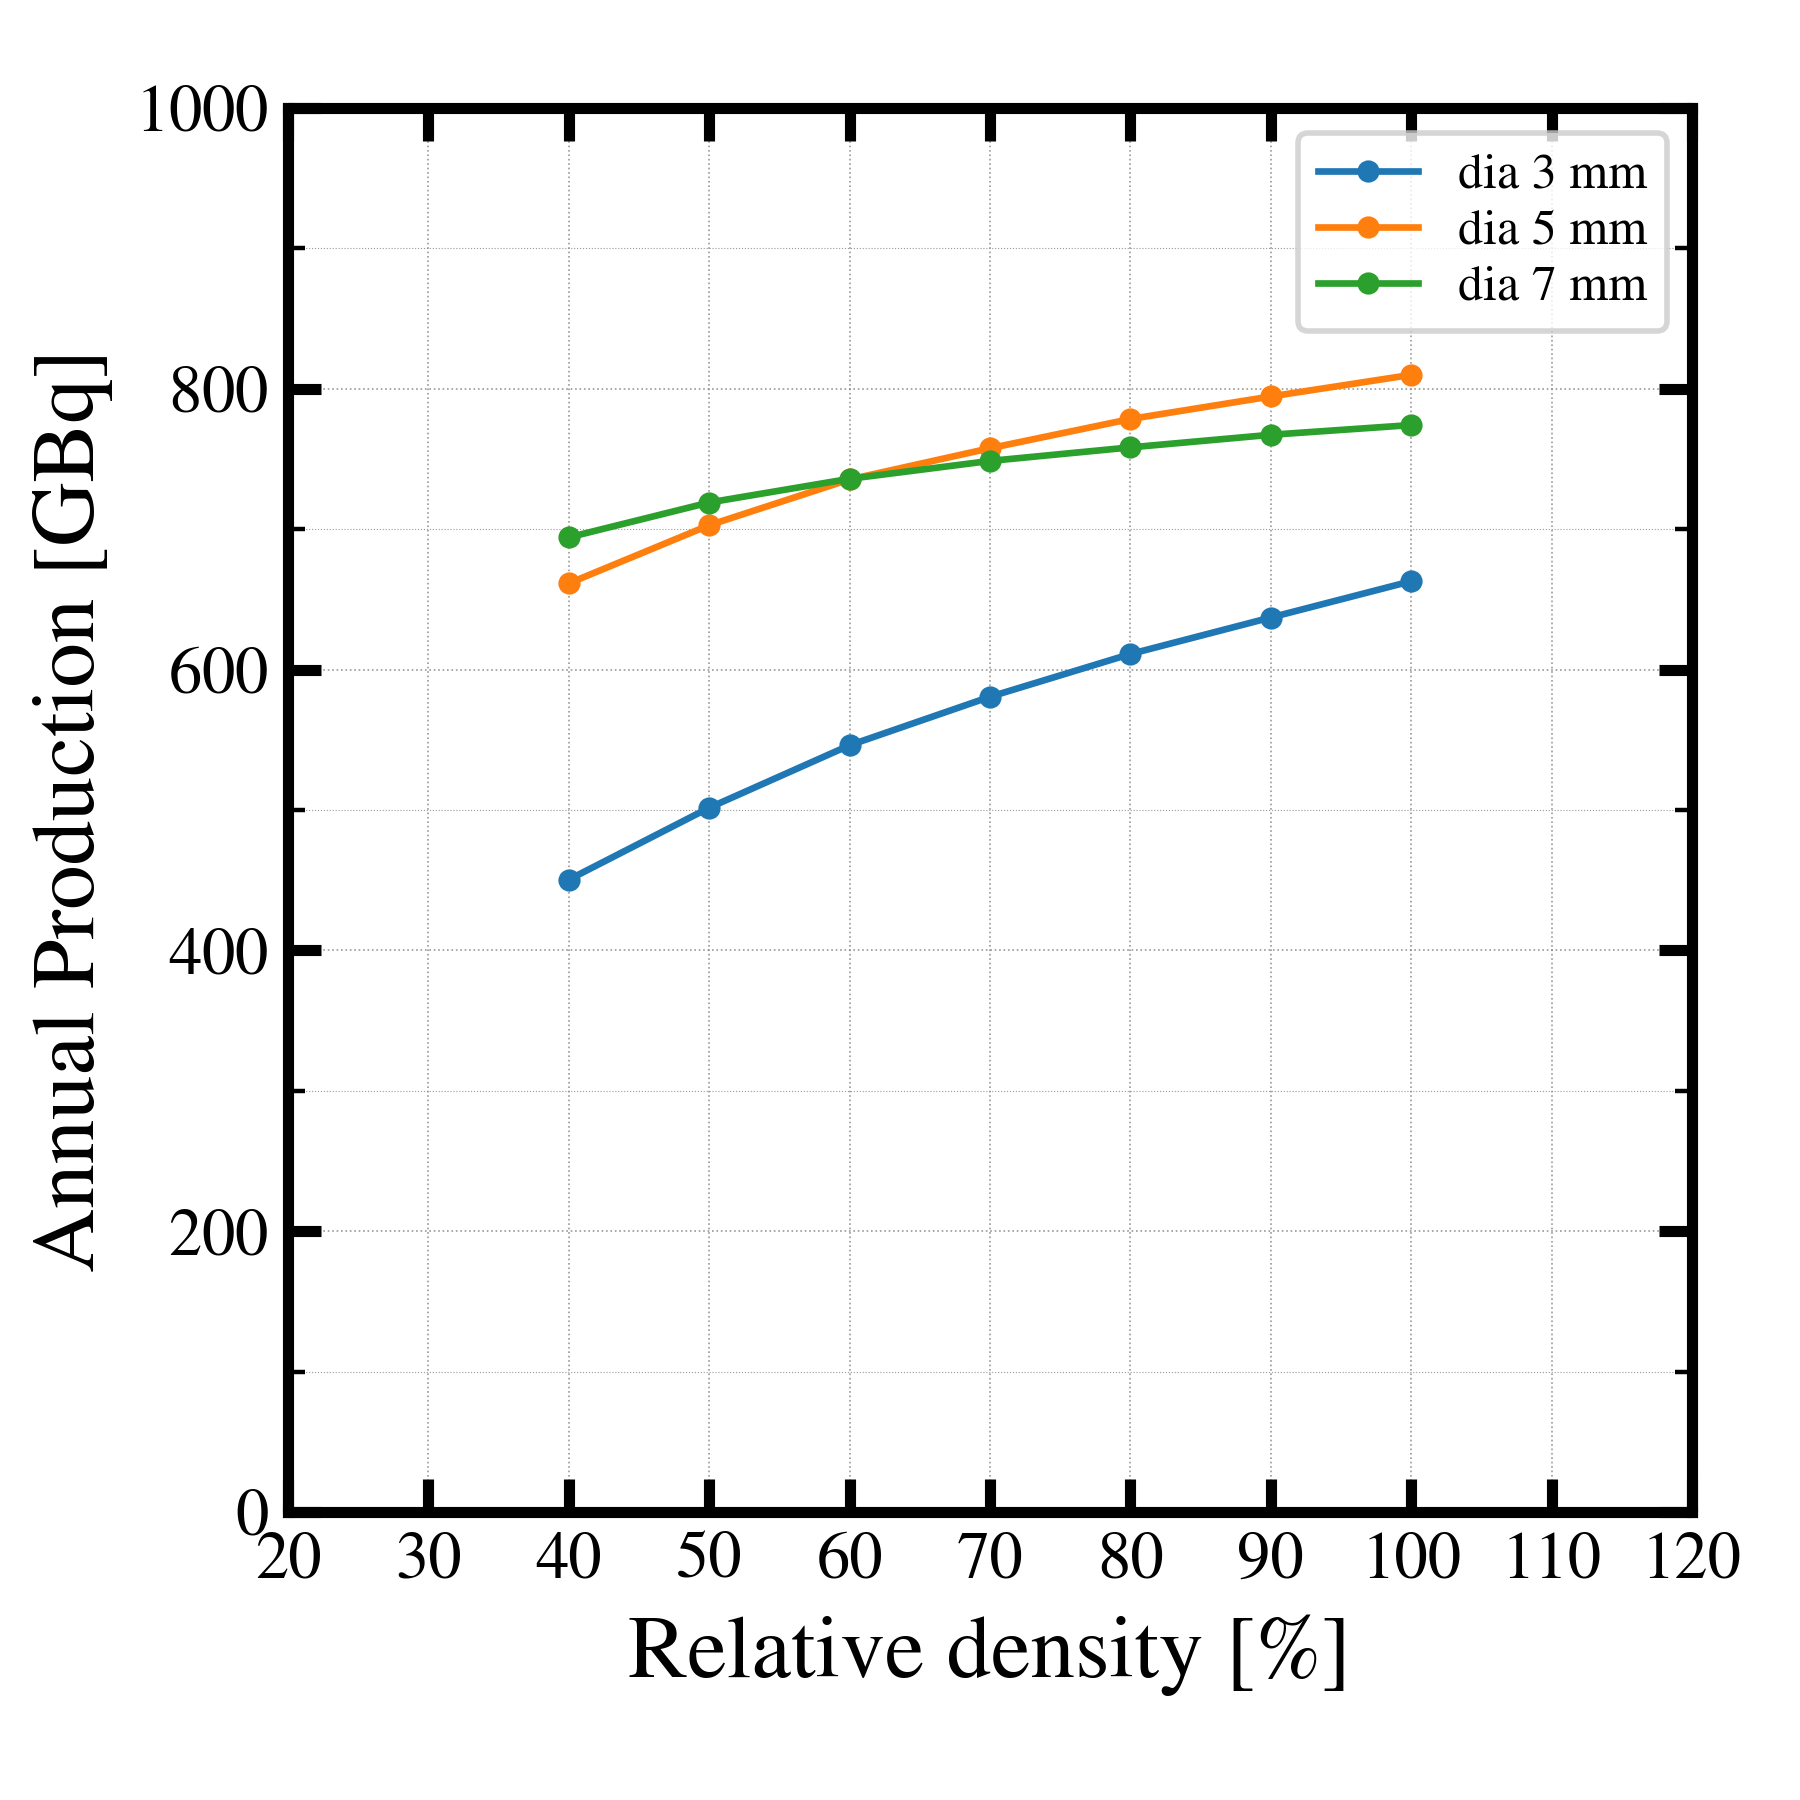 1000
800
600
400
200
0
Annual Production [GBq]
dia 3 mm
dia 5 mm
dia 7 mm
20 30 40 50 60 70 80 90 100 110 120
Relative density [%]